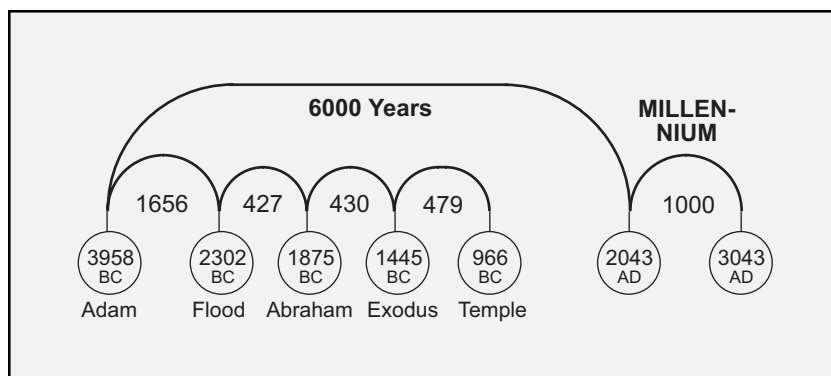 6000 Years
MILLEN-
NIUM
1656
427
430
479
1000
3958
BC
2302
BC
1875
BC
1445
BC
966
BC
2043
AD
3043
AD
Adam
Flood
Abraham
Exodus
Temple